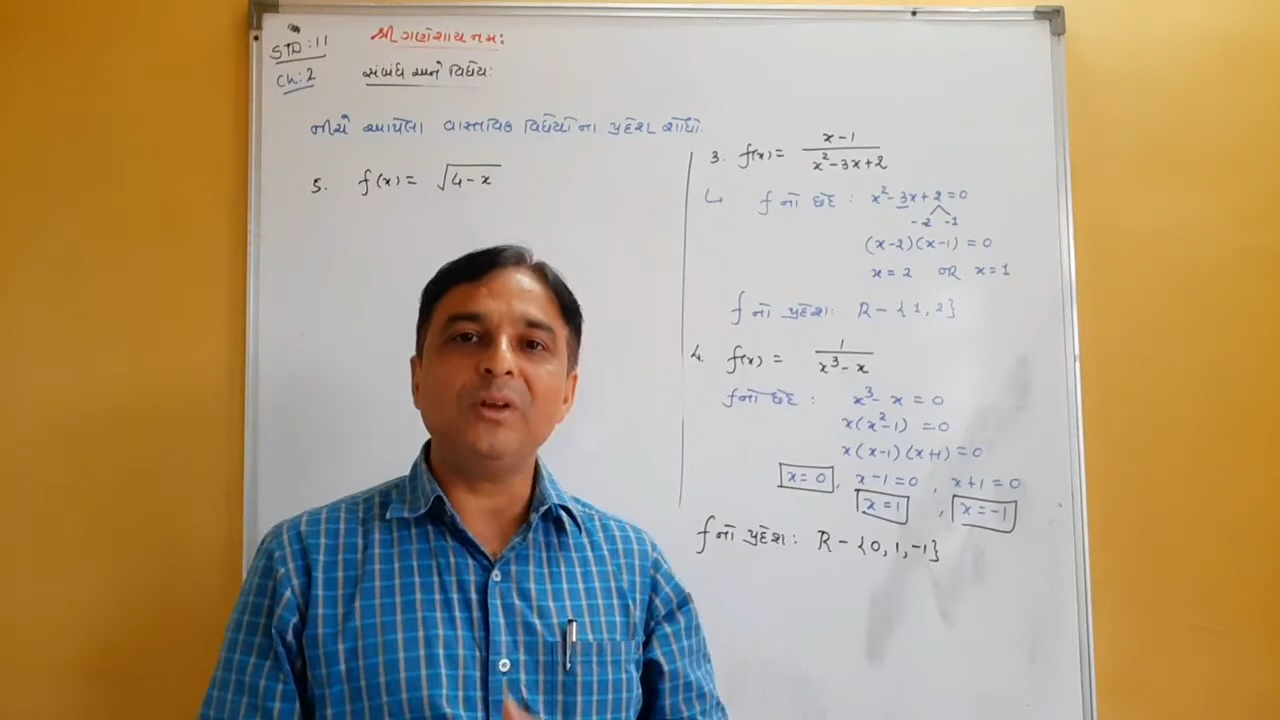 શ્રી ગણેશાય નમઃ
STD:11
Ch:2
સંબંધ અને વિધેયઃ
નીચે આપેલા વાસ્તવિક વિધેયોના પ્રદેશ શોધો.
5. f(x) = √(4-x)
3. f(x) = (x-1)/(x²-3x+2)
f નો છેદ : x²-3x+2=0
-2 -1
(x-2)(x-1) = 0
x=2 OR x=1
f નો પ્રદેશ: R-{1,2}
4. f(x) = 1/(x³-x)
f નો છેદ : x³-x=0
x(x²-1) =0
x(x-1)(x+1)=0
x=0, x-1=0, x+1=0
x=1, x=-1
f નો પ્રદેશ: R-{0,1,-1}